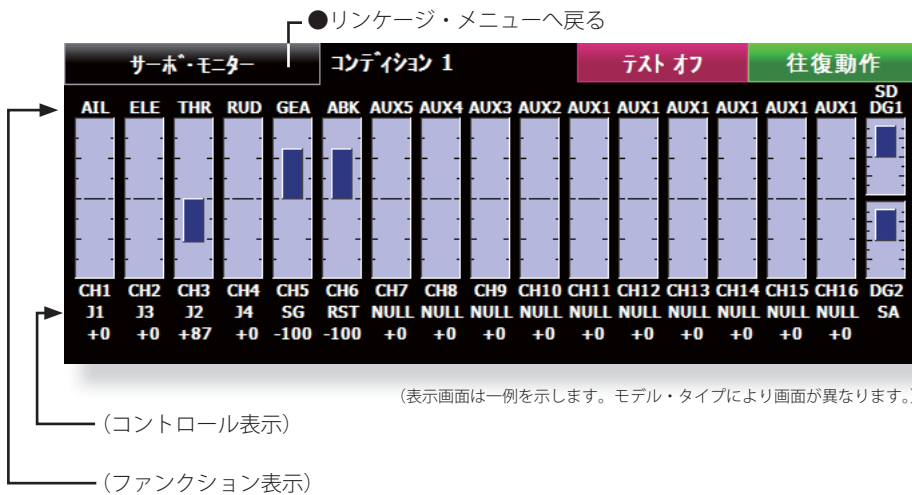 ●リンケージ・メニューへ戻る
サーボ・モニター コンディション 1 テスト オフ 往復動作
SD
AIL ELE THR RUD GEA ABK AUX5 AUX4 AUX3 AUX2 AUX1 AUX1 AUX1 AUX1 AUX1 AUX1 DG1
CH1 CH2 CH3 CH4 CH5 CH6 CH7 CH8 CH9 CH10 CH11 CH12 CH13 CH14 CH15 CH16 DG2
J1 J3 J2 J4 SG RST NULL NULL NULL NULL NULL NULL NULL NULL NULL NULL SA
+0 +0 +87 +0 -100 -100 +0 +0 +0 +0 +0 +0 +0 +0 +0 +0
(表示画面は一例を示します。モデル・タイプにより画面が異なります。)
(コントロール表示)
(ファンクション表示)